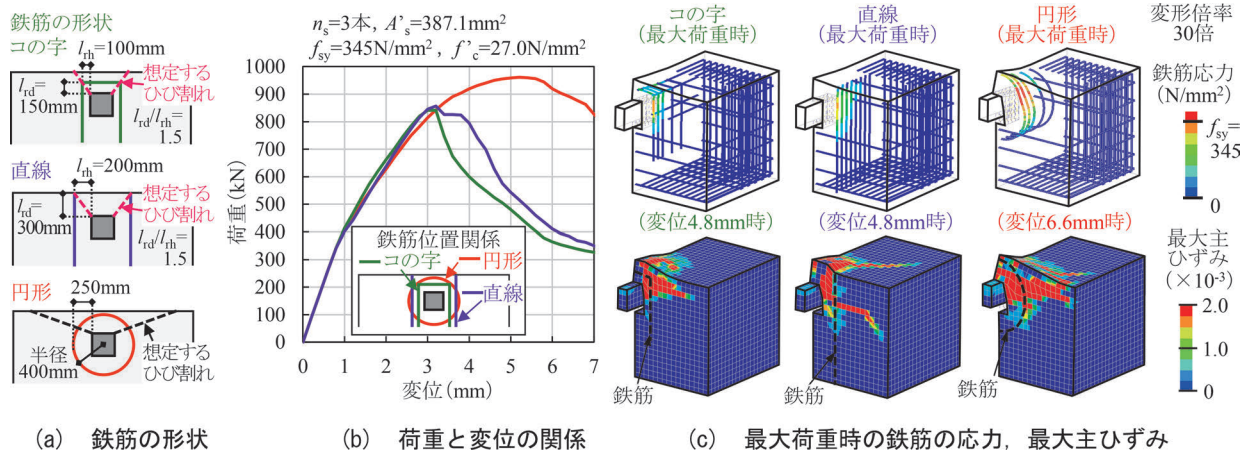 鉄筋の形状
コの字
l_rh=100mm
l_rd=
150mm
想定する
ひび割れ
l_rd/l_rh=
1.5
直線
l_rh=200mm
l_rd=
300mm
想定する
ひび割れ
l_rd/l_rh=
1.5
円形
250mm
半径
400mm
想定する
ひび割れ
(a) 鉄筋の形状
n_s=3本, A'_s=387.1mm²
f_sy=345N/mm², f'_c=27.0N/mm²
荷重(kN)
1000
900
800
700
600
500
400
300
200
100
0
鉄筋位置関係
コの字
円形
直線
0 1 2 3 4 5 6 7
変位(mm)
(b) 荷重と変位の関係
コの字
(最大荷重時)
直線
(最大荷重時)
円形
(最大荷重時)
変形倍率
30倍
鉄筋応力
(N/mm²)
f_sy=
345
0
(変位4.8mm時)
(変位4.8mm時)
(変位6.6mm時)
最大主
ひずみ
(×10⁻³)
2.0
1.0
0
鉄筋
鉄筋
鉄筋
(c) 最大荷重時の鉄筋の応力,最大主ひずみ